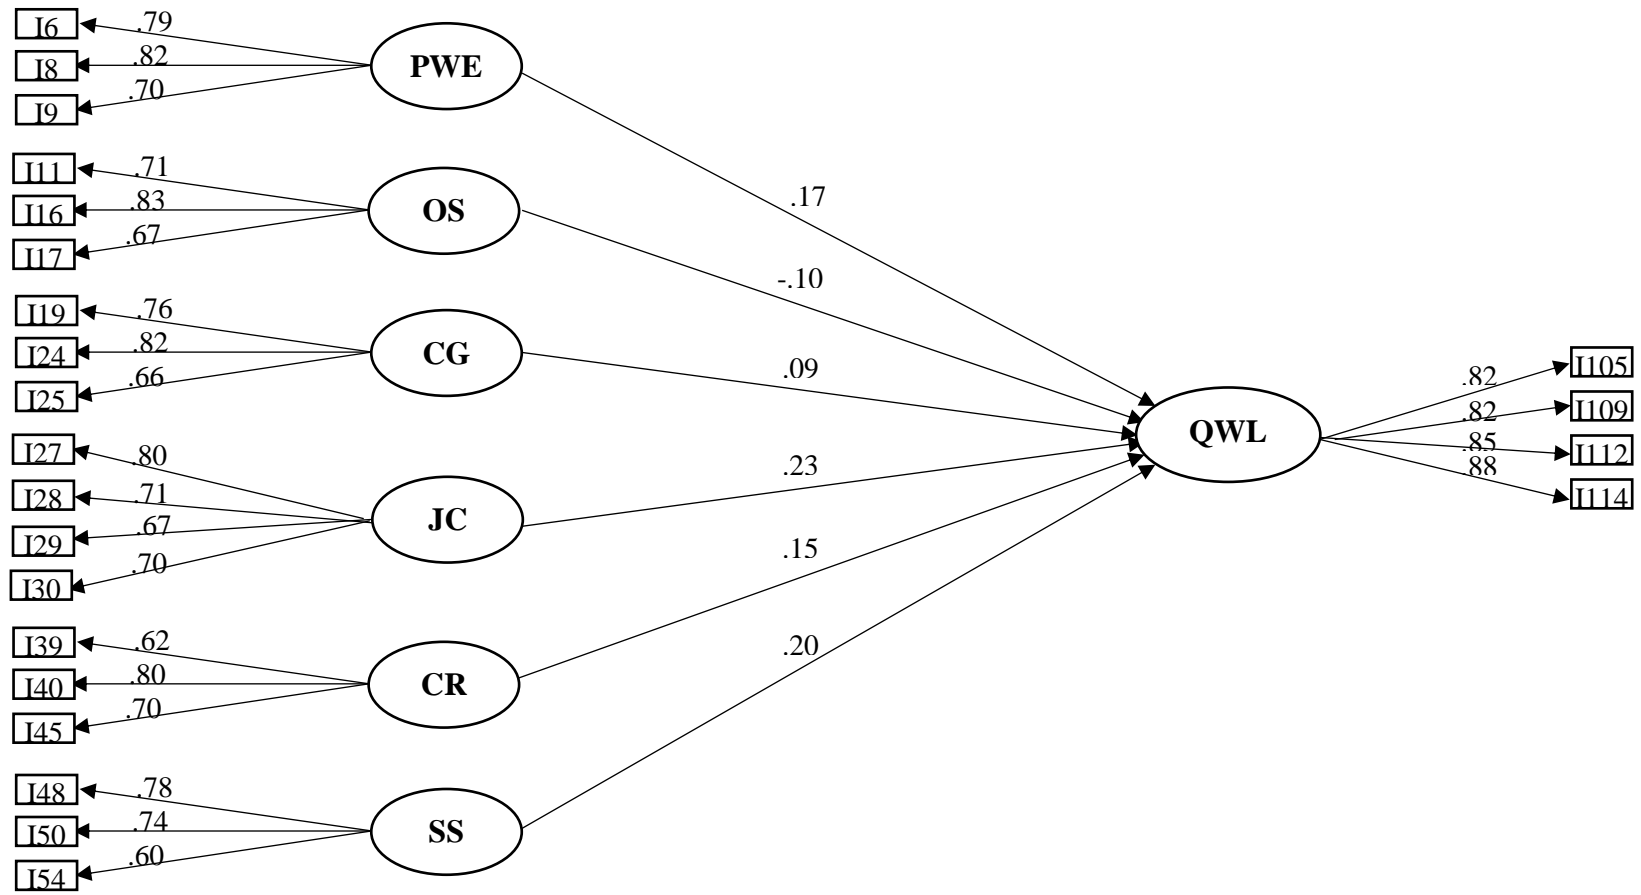 I6
.79
I8
.82
I9
.70
PWE
I11
.71
I16
.83
I17
.67
OS
I19
.76
I24
.82
I25
.66
CG
I27
.80
I28
.71
I29
.67
I30
.70
JC
I39
.62
I40
.80
I45
.70
CR
I48
.78
I50
.74
I54
.60
SS
.17
-.10
.09
.23
.15
.20
QWL
.82
I105
.82
I109
.85
I112
.88
I114